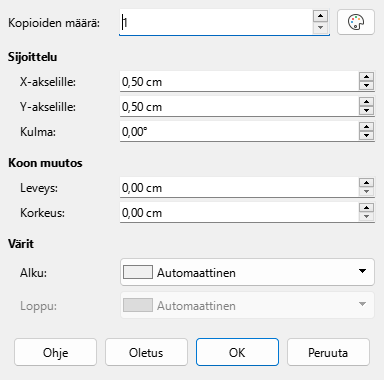 Kopioiden määrä: 1
Sijoittelu
X-akselille: 0,50 cm
Y-akselille: 0,50 cm
Kulma: 0,00°
Koon muutos
Leveys: 0,00 cm
Korkeus: 0,00 cm
Värit
Alku: Automaattinen
Loppu: Automaattinen
Ohje Oletus OK Peruuta